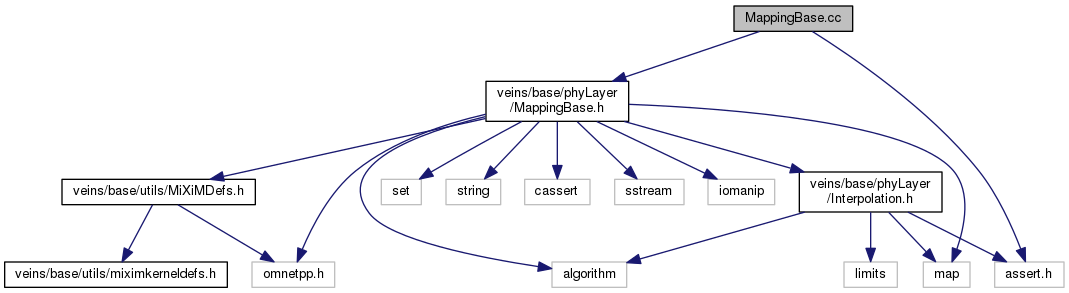 MappingBase.cc
veins/base/phyLayer
/MappingBase.h
veins/base/utils/MiXiMDefs.h
set
string
cassert
sstream
iomanip
veins/base/phyLayer
/Interpolation.h
veins/base/utils/miximkerneldefs.h
omnetpp.h
algorithm
limits
map
assert.h